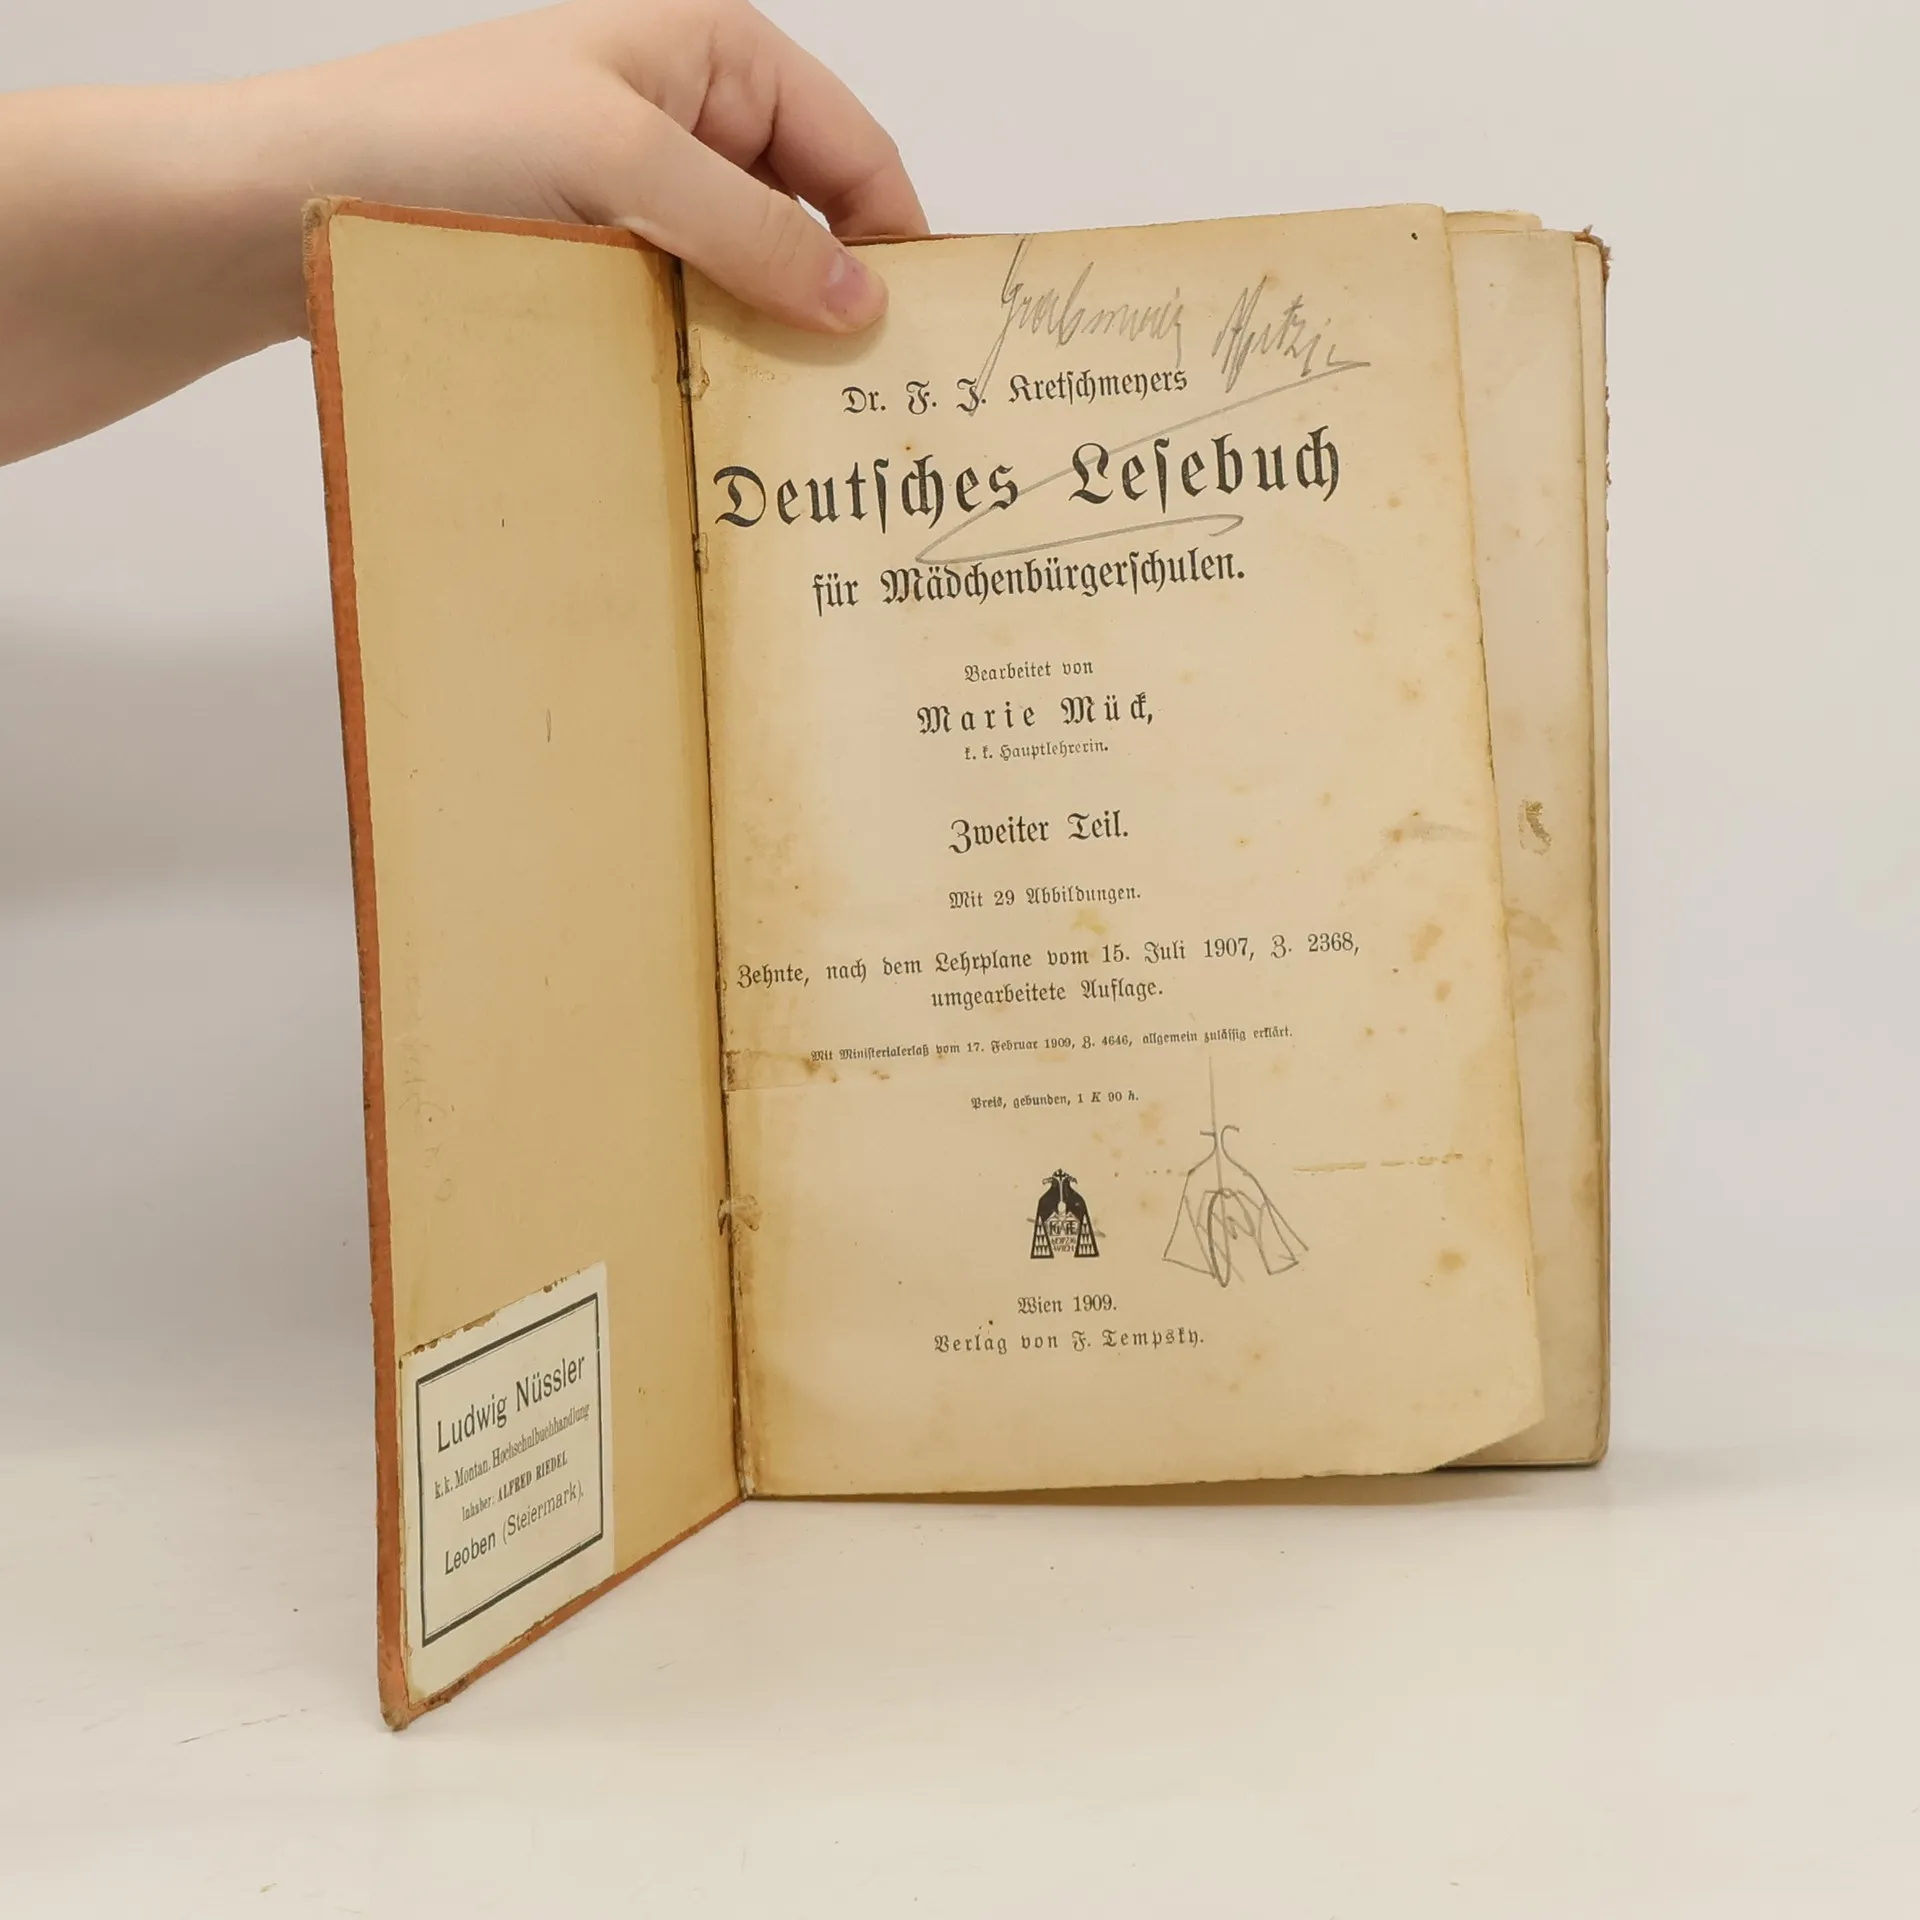 Dr. F. J. Kretschmeyers
Deutsches Lesebuch
für Mädchenbürgerschulen.
Bearbeitet von
Marie Mück,
k. k. Hauptlehrerin.
Zweiter Teil.
Mit 29 Abbildungen.
Zehnte, nach dem Lehrplane vom 15. Juli 1907, Z. 2368,
umgearbeitete Auflage.
Mit Ministerialerlaß vom 17. Februar 1909, Z. 4646, allgemein zulässig erklärt.
Preis, gebunden, 1 K 90 h.
Wien 1909.
Verlag von F. Tempsky.
Ludwig Nüssler
k. k. Montan. Hochschulbuchhandlung
Inhaber: ALFRED RIEDEL
Leoben (Steiermark).